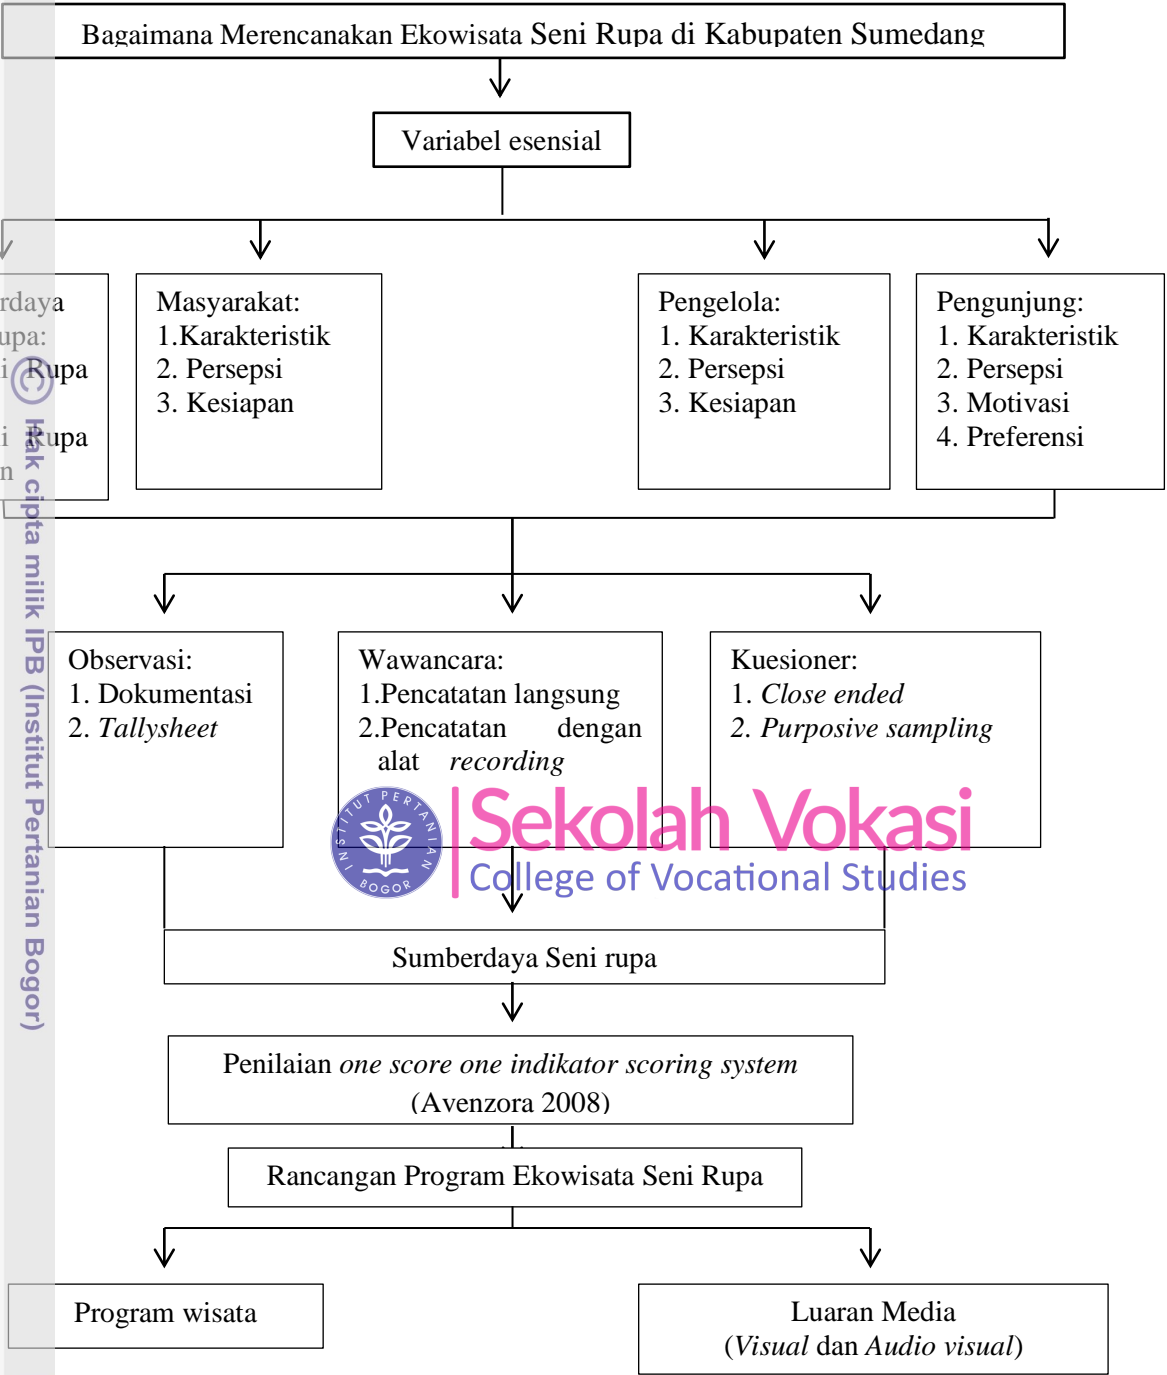 Bagaimana Merencanakan Ekowisata Seni Rupa di Kabupaten Sumedang
Variabel esensial
rdaya
upa:
i Rupa
i Rupa
n
Masyarakat:
1.Karakteristik
2. Persepsi
3. Kesiapan
Pengelola:
1. Karakteristik
2. Persepsi
3. Kesiapan
Pengunjung:
1. Karakteristik
2. Persepsi
3. Motivasi
4. Preferensi
Observasi:
1. Dokumentasi
2. Tallysheet
Wawancara:
1.Pencatatan langsung
2.Pencatatan dengan
alat recording
Kuesioner:
1. Close ended
2. Purposive sampling
INSTITUT PERTANIAN
BOGOR
Sekolah Vokasi
College of Vocational Studies
Sumberdaya Seni rupa
Penilaian one score one indikator scoring system
(Avenzora 2008)
Rancangan Program Ekowisata Seni Rupa
Program wisata
Luaran Media
(Visual dan Audio visual)
© Hak cipta milik IPB (Institut Pertanian Bogor)